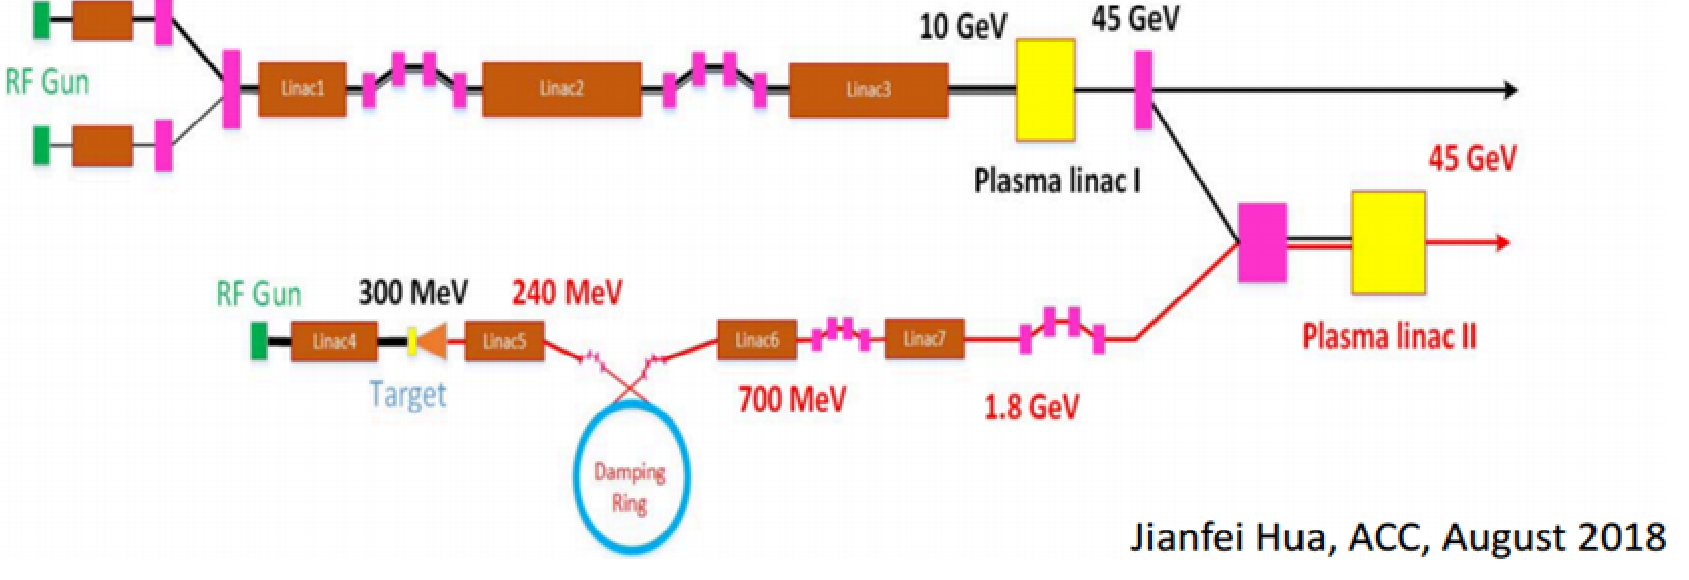 10 GeV
45 GeV
RF Gun
Linac1
Linac2
Linac3
Plasma linac I
45 GeV
RF Gun
300 MeV
240 MeV
Linac4
Linac5
Linac6
Linac7
Plasma linac II
Target
700 MeV
1.8 GeV
Damping
Ring
Jianfei Hua, ACC, August 2018